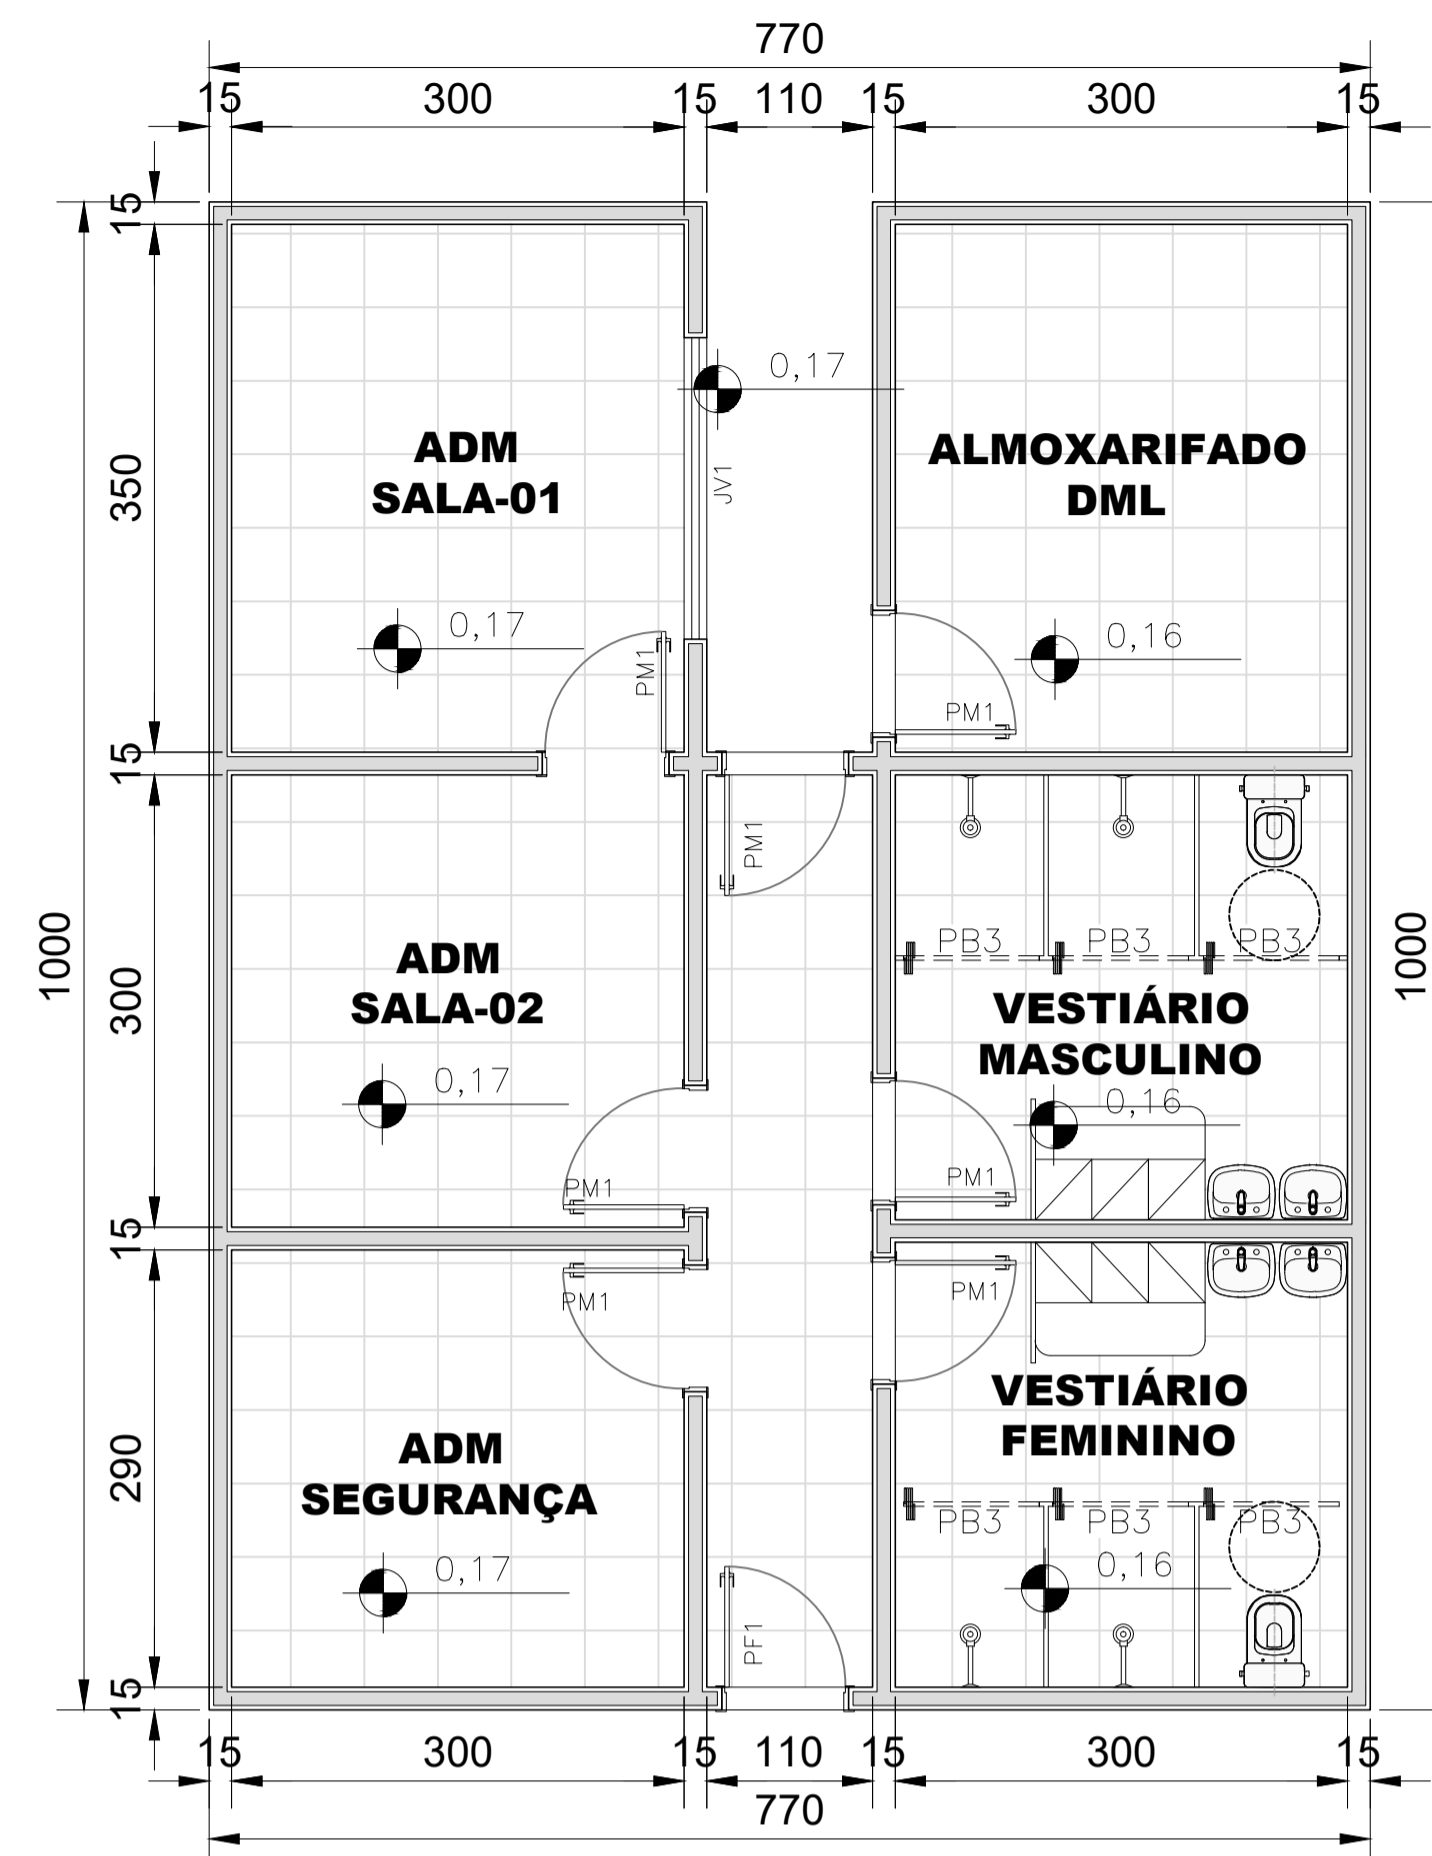 770
15 300 15 110 15 300 15
15
0,17
ADM
SALA-01
ALMOXARIFADO
DML
JV1
350
0,17
0,16
PM1
PM1
15
PM1
1000
1000
PB3 PB3 PB3
ADM
SALA-02
300
VESTIÁRIO
MASCULINO
0,17
0,16
PM1
PM1
15
PM1
PM1
VESTIÁRIO
FEMININO
290
ADM
SEGURANÇA
PB3 PB3 PB3
0,17
0,16
PF1
15
15 300 15 110 15 300 15
770